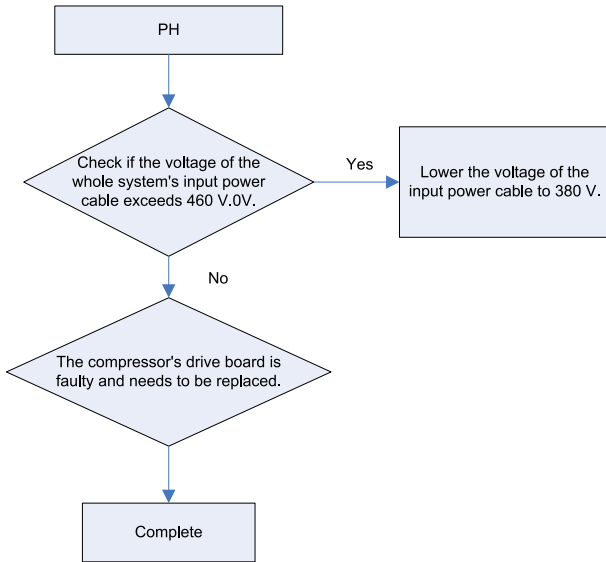 PH
Check if the voltage of the
whole system's input power
cable exceeds 460 V.0V.
Yes
Lower the voltage of the
input power cable to 380 V.
No
The compressor's drive board is
faulty and needs to be replaced.
Complete